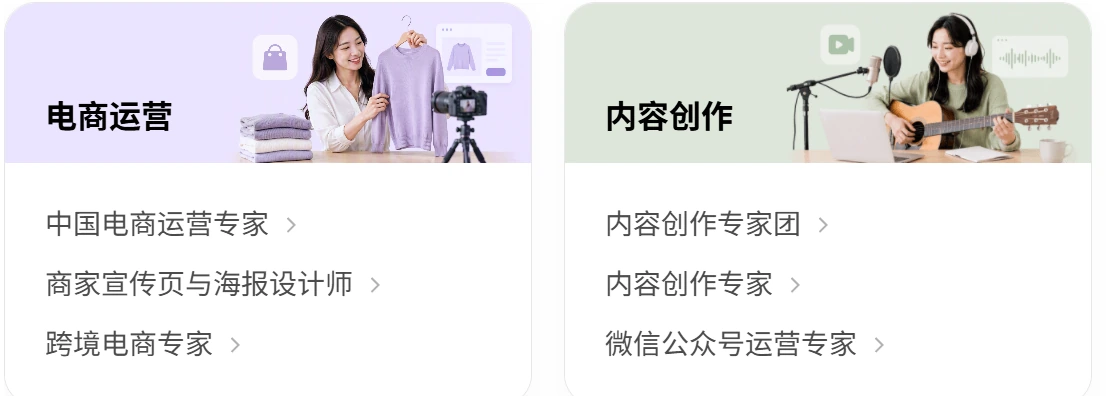 电商运营
中国电商运营专家
商家宣传页与海报设计师
跨境电商专家
内容创作
内容创作专家团
内容创作专家
微信公众号运营专家